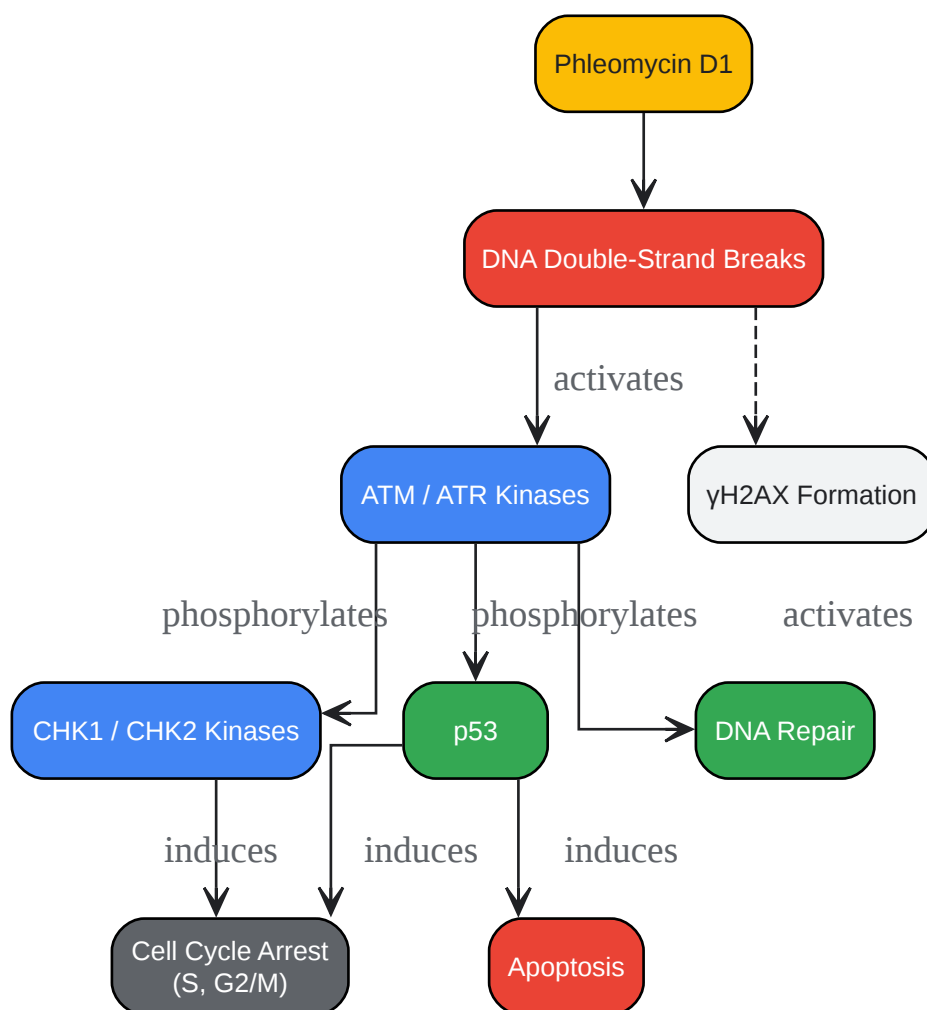 Phleomycin D1
DNA Double-Strand Breaks
activates
ATM / ATR Kinases
γH2AX Formation
phosphorylates
phosphorylates
activates
CHK1 / CHK2 Kinases
p53
DNA Repair
induces
induces
induces
Cell Cycle Arrest
(S, G2/M)
Apoptosis